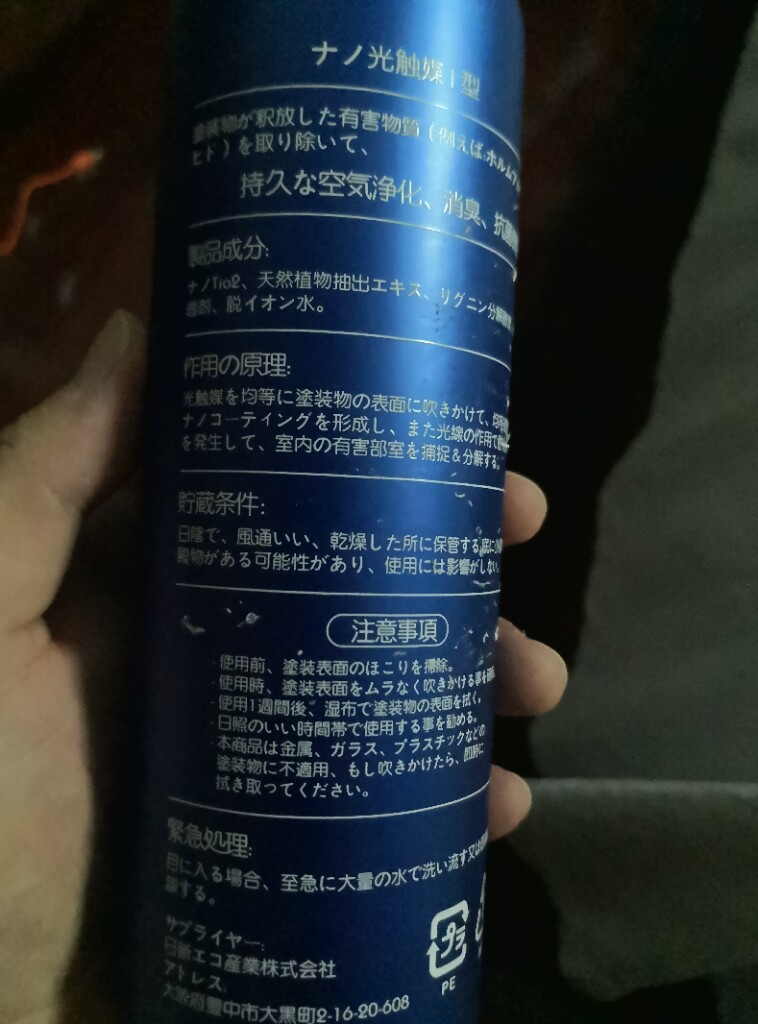 ナノ光触媒 I 型
塗装物が釈放した有害物質（例えば:ホルムアル
ヒト）を取り除いて、
持久な空気浄化、消臭、抗菌
製品成分:
ナノTio2、天然植物抽出エキス、リグニン分解
脱イオン水。
作用の原理:
光触媒を均等に塗装物の表面に吹きかけて、
ナノコーティングを形成し、また光線の作用で
を発生して、室内の有害部室を捕捉&分解する。
貯蔵条件:
日陰で、風通いい、乾燥した所に保管する,底に
殿物がある可能性があり、使用には影響がしない。
注意事項
·使用前、塗装表面のほこりを掃除。
·使用時、塗装表面をムラなく吹きかける事を
·使用1週間後、湿布で塗装物の表面を拭く。
·日照のいい時間帯で使用する事を勧める。
·本商品は金属、ガラス、プラスチックなどの
塗装物に不適用、もし吹きかけたら、即時に
拭き取ってください。
緊急処理:
目に入る場合、至急に大量の水で洗い流す又は
する。
サプライヤー:
日新エコ産業株式会社
アトレス:
大阪府豊中市大黒町2-16-20-608
プラ
PE